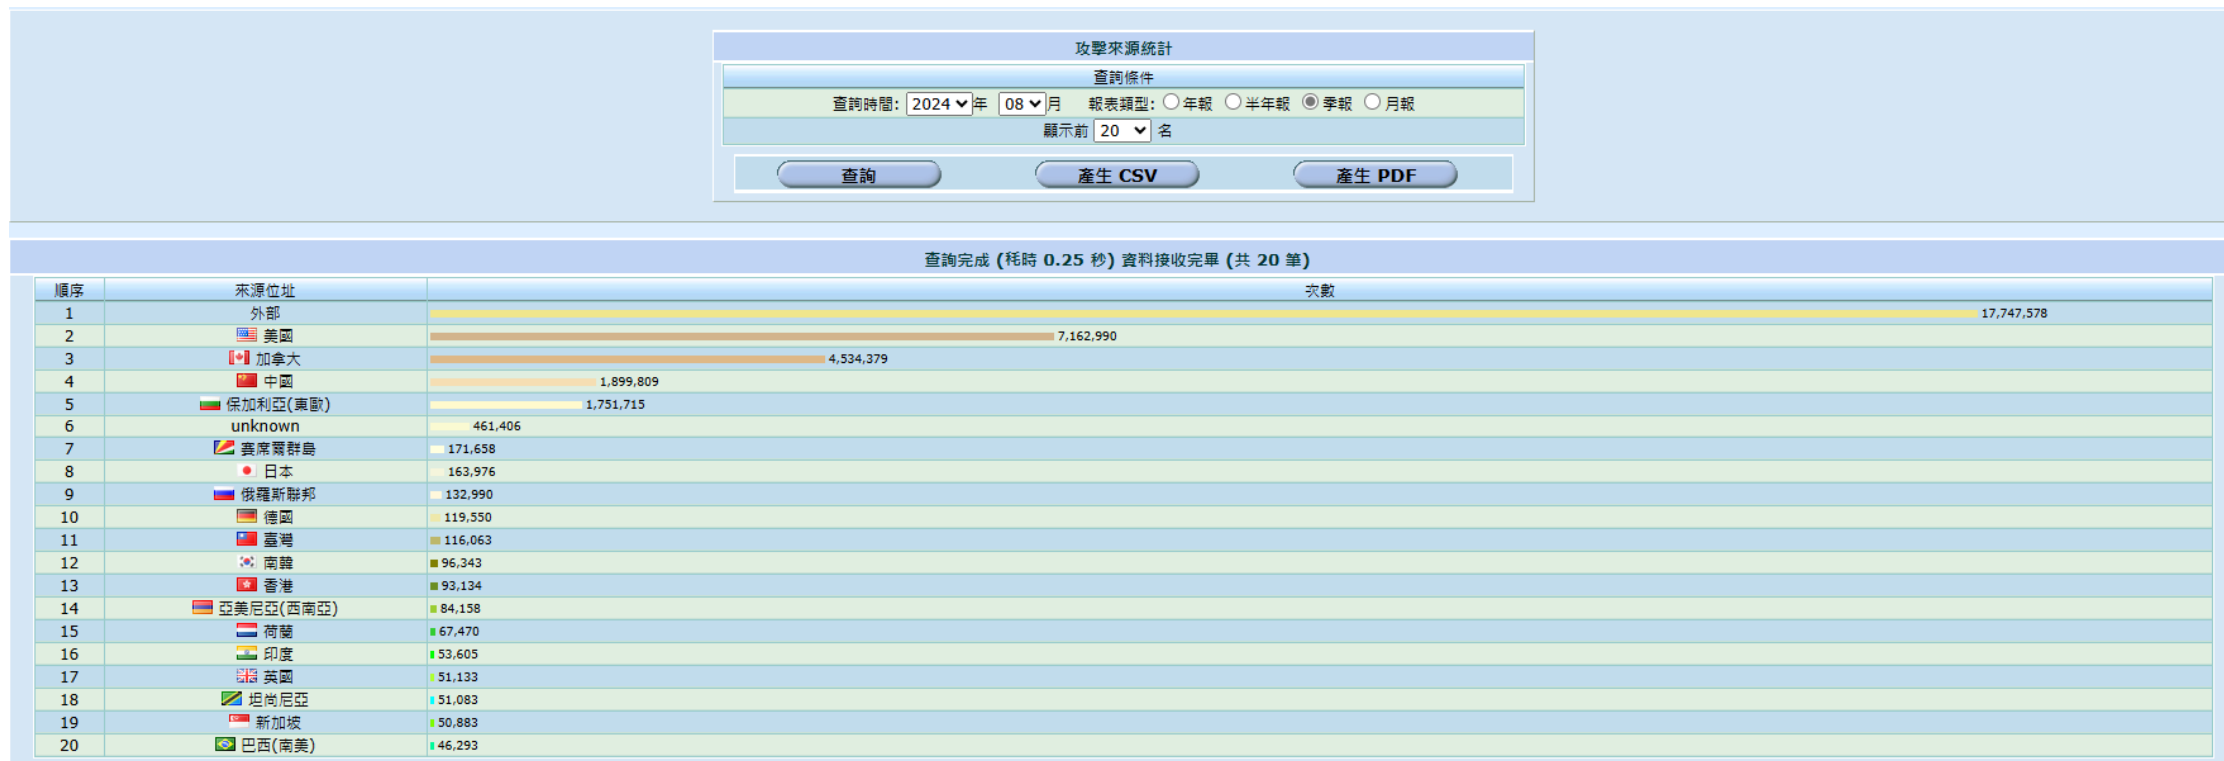 攻擊來源統計
查詢條件
查詢時間: 2024 年 08 月 報表類型: 年報 半年報 季報 月報
顯示前 20 名
查詢 產生 CSV 產生 PDF
查詢完成 (秏時 0.25 秒) 資料接收完畢 (共 20 筆)
順序 來源位址 次數
1 外部 17,747,578
2 美國 7,162,990
3 加拿大 4,534,379
4 中國 1,899,809
5 保加利亞(東歐) 1,751,715
6 unknown 461,406
7 賽席爾群島 171,658
8 日本 163,976
9 俄羅斯聯邦 132,990
10 德國 119,550
11 臺灣 116,063
12 南韓 96,343
13 香港 93,134
14 亞美尼亞(西南亞) 84,158
15 荷蘭 67,470
16 印度 53,605
17 英國 51,133
18 坦尚尼亞 51,083
19 新加坡 50,883
20 巴西(南美) 46,293